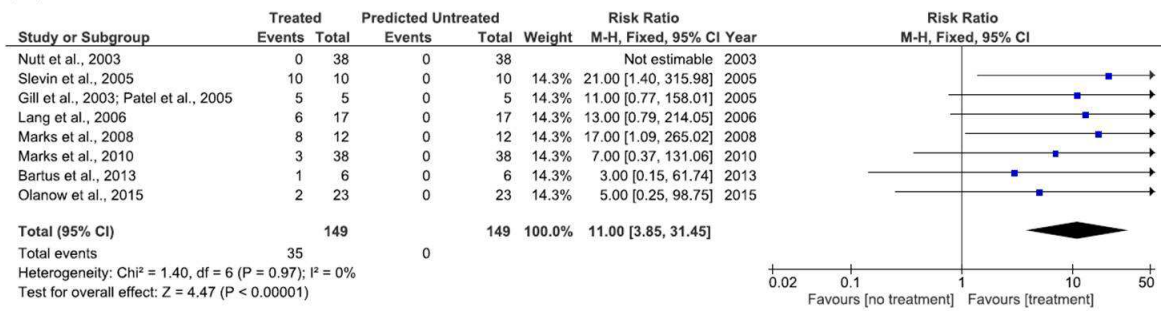 Treated Predicted Untreated Risk Ratio Risk Ratio
Study or Subgroup Events Total Events Total Weight M-H, Fixed, 95% CI Year M-H, Fixed, 95% CI
Nutt et al., 2003 0 38 0 38 Not estimable 2003
Slevin et al., 2005 10 10 0 10 14.3% 21.00 [1.40, 315.98] 2005
Gill et al., 2003; Patel et al., 2005 5 5 0 5 14.3% 11.00 [0.77, 158.01] 2005
Lang et al., 2006 6 17 0 17 14.3% 13.00 [0.79, 214.05] 2006
Marks et al., 2008 8 12 0 12 14.3% 17.00 [1.09, 265.02] 2008
Marks et al., 2010 3 38 0 38 14.3% 7.00 [0.37, 131.06] 2010
Bartus et al., 2013 1 6 0 6 14.3% 3.00 [0.15, 61.74] 2013
Olanow et al., 2015 2 23 0 23 14.3% 5.00 [0.25, 98.75] 2015
Total (95% CI) 149 149 100.0% 11.00 [3.85, 31.45]
Total events 35 0
Heterogeneity: Chi² = 1.40, df = 6 (P = 0.97); I² = 0%
Test for overall effect: Z = 4.47 (P < 0.00001)
0.02 0.1 1 10 50
Favours [no treatment] Favours [treatment]